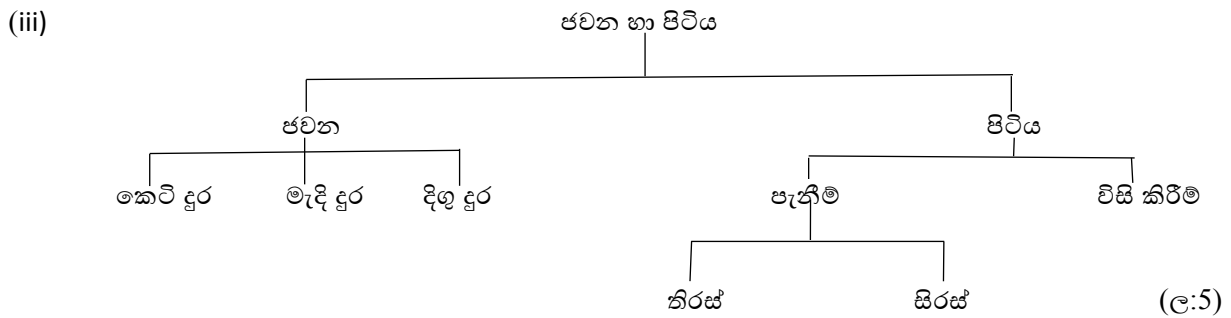 (iii) ජවන හා පිටිය
ජවන පිටිය
කෙටි දුර මැදි දුර දිගු දුර පැනීම් විසි කිරීම්
තිරස් සිරස් (ල:5)